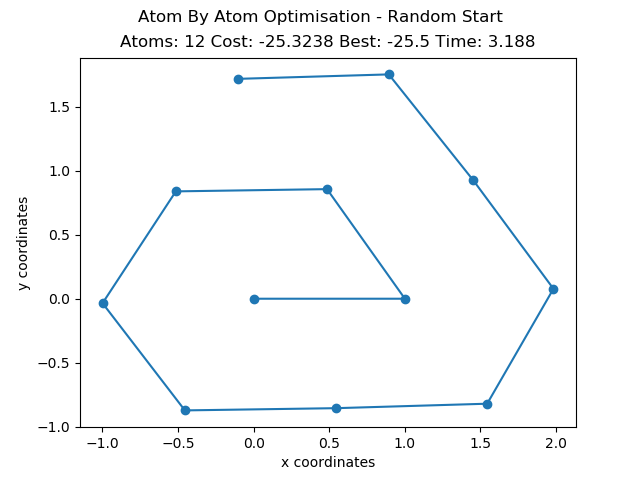 Atom By Atom Optimisation - Random Start
Atoms: 12 Cost: -25.3238 Best: -25.5 Time: 3.188
1.5
1.0
0.5
0.0
−0.5
−1.0
y coordinates
−1.0 −0.5 0.0 0.5 1.0 1.5 2.0
x coordinates